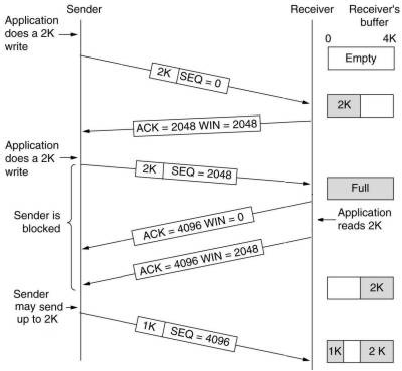 Sender
Receiver
Receiver's
buffer
Application
does a 2K
write
0 4K
Empty
2K SEQ = 0
2K
ACK = 2048 WIN = 2048
Application
does a 2K
write
2K SEQ = 2048
Full
Sender is
blocked
ACK = 4096 WIN = 0
Application
reads 2K
ACK = 4096 WIN = 2048
2K
Sender
may send
up to 2K
1K SEQ = 4096
1K 2 K